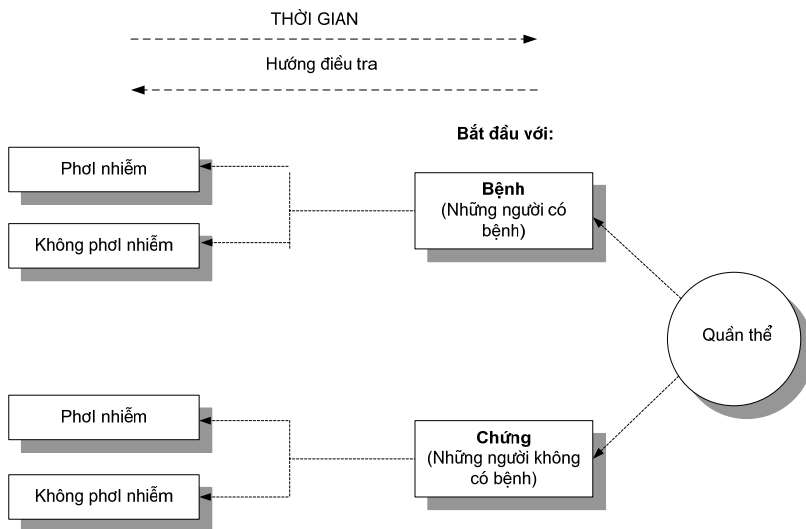 THỜI GIAN
Hướng điều tra
Bắt đầu với:
PhơI nhiễm
Không phơI nhiễm
Bệnh
(Những người có
bệnh)
Quần thể
PhơI nhiễm
Không phơI nhiễm
Chứng
(Những người không
có bệnh)